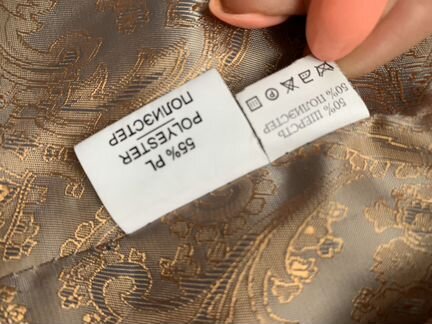 55% PL
POLYESTER
ПОЛИЭСТЕР
50% ШЕРСТЬ
50% ПОЛИЭСТЕР